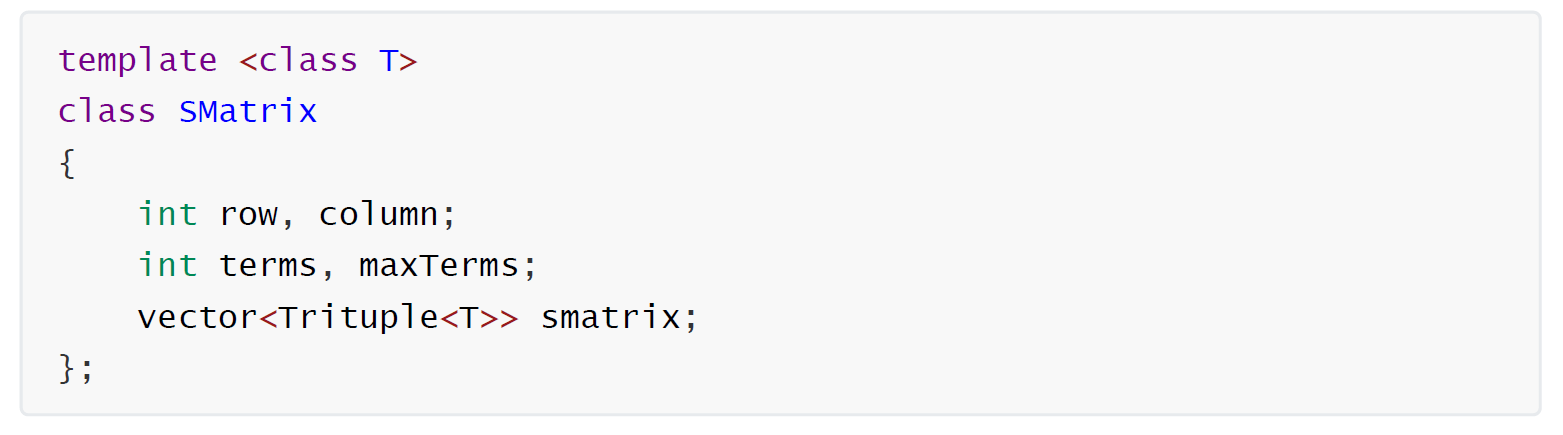 template <class T>
class SMatrix
{
    int row, column;
    int terms, maxTerms;
    vector<Trituple<T>> smatrix;
};